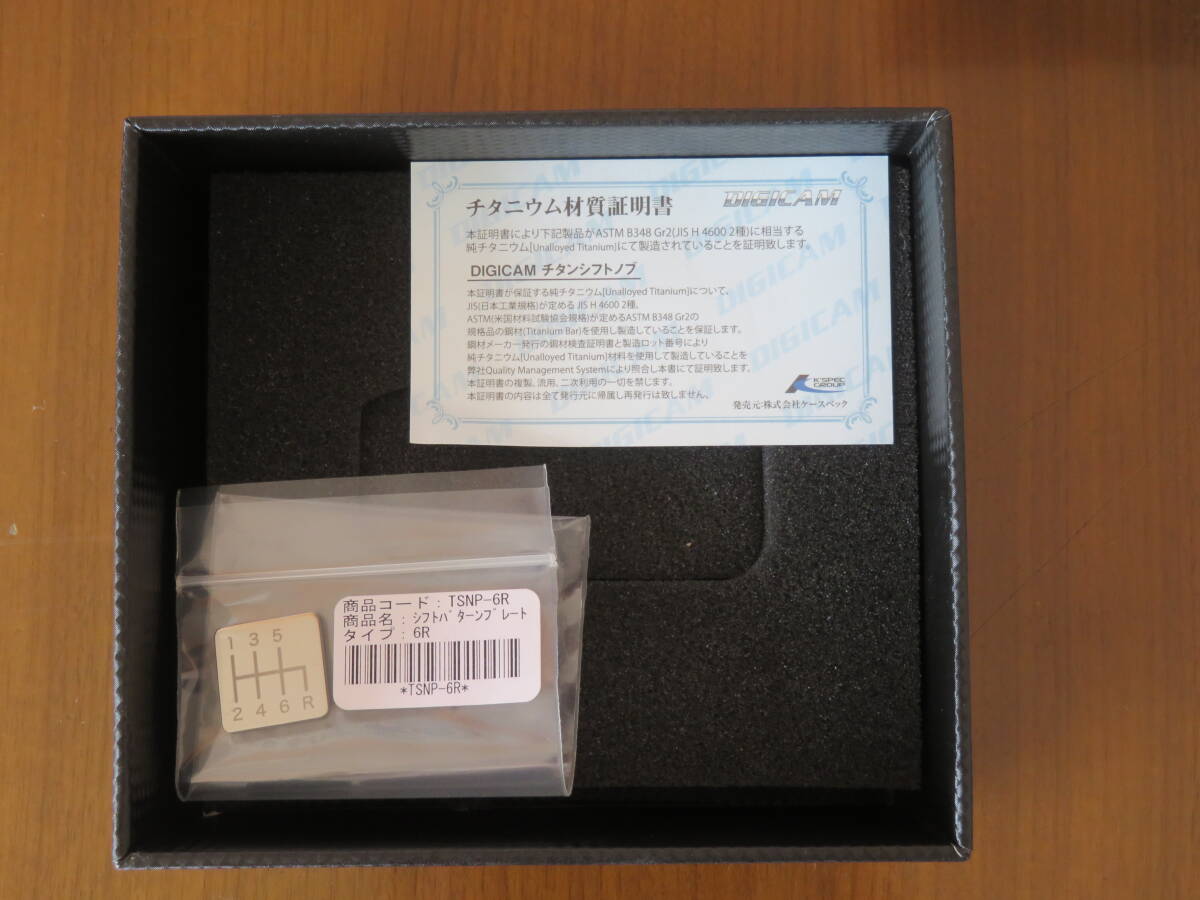 チタニウム材質証明書
DIGICAM
本証明書により下記製品がASTM B348 Gr2(JIS H 4600 2種)に相当する
純チタニウム[Unalloyed Titanium]にて製造されていることを証明致します。
DIGICAM チタンシフトノブ
本証明書が保証する純チタニウム[Unalloyed Titanium]について、
JIS(日本工業規格)が定める JIS H 4600 2種、
ASTM(米国材料試験協会規格)が定めるASTM B348 Gr2の
規格品の鋼材(Titanium Bar)を使用し製造していることを保証します。
鋼材メーカー発行の鋼材検査証明書と製造ロット番号により
純チタニウム[Unalloyed Titanium]材料を使用して製造していることを
弊社Quality Management Systemにより照合し本書にて証明致します。
本証明書の複製、流用、二次利用の一切を禁じます。
本証明書の内容は全て発行元に帰属し再発行は致しません。
K'SPEC
GROUP
発売元:株式会社ケースペック
商品コード:TSNP-6R
商品名:シフトパターンプレート
タイプ:6R
*TSNP-6R*
1 3 5
2 4 6 R